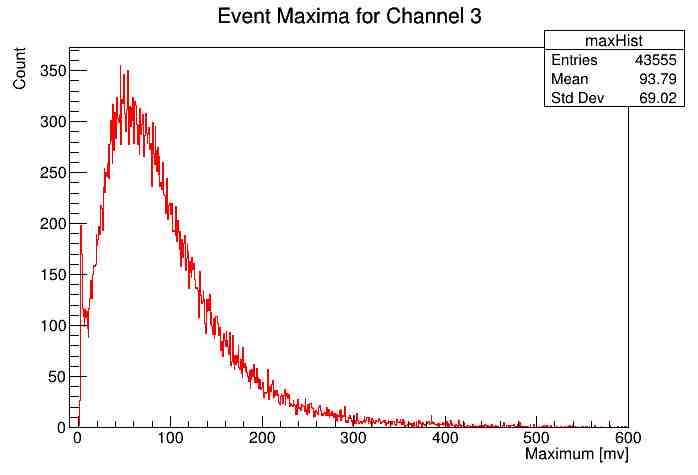 Event Maxima for Channel 3
maxHist
Entries 43555
Mean 93.79
Std Dev 69.02
Count
350
300
250
200
150
100
50
0
0 100 200 300 400 500 600
Maximum [mv]